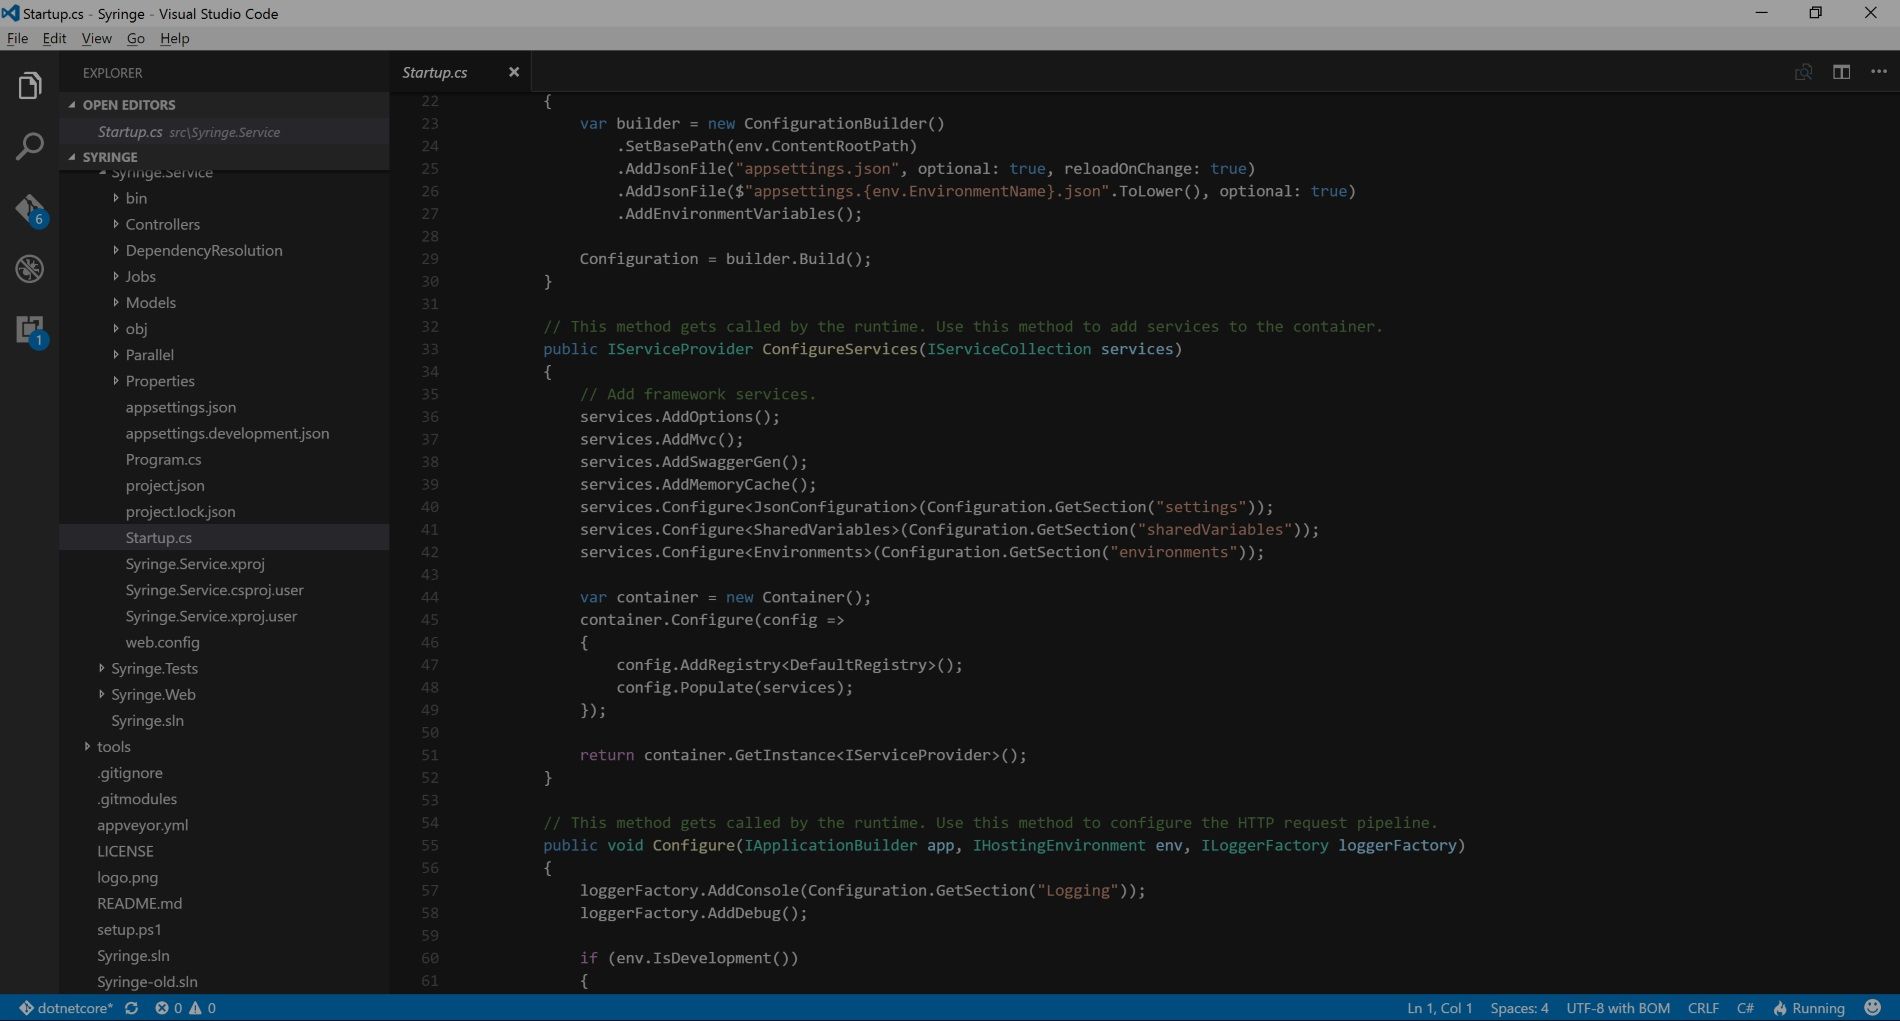 Startup.cs - Syringe - Visual Studio Code
File Edit View Go Help
EXPLORER
OPEN EDITORS
Startup.cs src\Syringe.Service
SYRINGE
Syringe.Service
bin
Controllers
DependencyResolution
Jobs
Models
obj
Parallel
Properties
appsettings.json
appsettings.development.json
Program.cs
project.json
project.lock.json
Startup.cs
Syringe.Service.xproj
Syringe.Service.csproj.user
Syringe.Service.xproj.user
web.config
Syringe.Tests
Syringe.Web
Syringe.sln
tools
.gitignore
.gitmodules
appveyor.yml
LICENSE
logo.png
README.md
setup.ps1
Syringe.sln
Syringe-old.sln
6
1
Startup.cs
22 {
23 var builder = new ConfigurationBuilder()
24 .SetBasePath(env.ContentRootPath)
25 .AddJsonFile("appsettings.json", optional: true, reloadOnChange: true)
26 .AddJsonFile($"appsettings.{env.EnvironmentName}.json".ToLower(), optional: true)
27 .AddEnvironmentVariables();
28
29 Configuration = builder.Build();
30 }
31
32 // This method gets called by the runtime. Use this method to add services to the container.
33 public IServiceProvider ConfigureServices(IServiceCollection services)
34 {
35 // Add framework services.
36 services.AddOptions();
37 services.AddMvc();
38 services.AddSwaggerGen();
39 services.AddMemoryCache();
40 services.Configure<JsonConfiguration>(Configuration.GetSection("settings"));
41 services.Configure<SharedVariables>(Configuration.GetSection("sharedVariables"));
42 services.Configure<Environments>(Configuration.GetSection("environments"));
43
44 var container = new Container();
45 container.Configure(config =>
46 {
47 config.AddRegistry<DefaultRegistry>();
48 config.Populate(services);
49 });
50
51 return container.GetInstance<IServiceProvider>();
52 }
53
54 // This method gets called by the runtime. Use this method to configure the HTTP request pipeline.
55 public void Configure(IApplicationBuilder app, IHostingEnvironment env, ILoggerFactory loggerFactory)
56 {
57 loggerFactory.AddConsole(Configuration.GetSection("Logging"));
58 loggerFactory.AddDebug();
59
60 if (env.IsDevelopment())
61 {
dotnetcore* 0 0 Ln 1, Col 1 Spaces: 4 UTF-8 with BOM CRLF C# Running